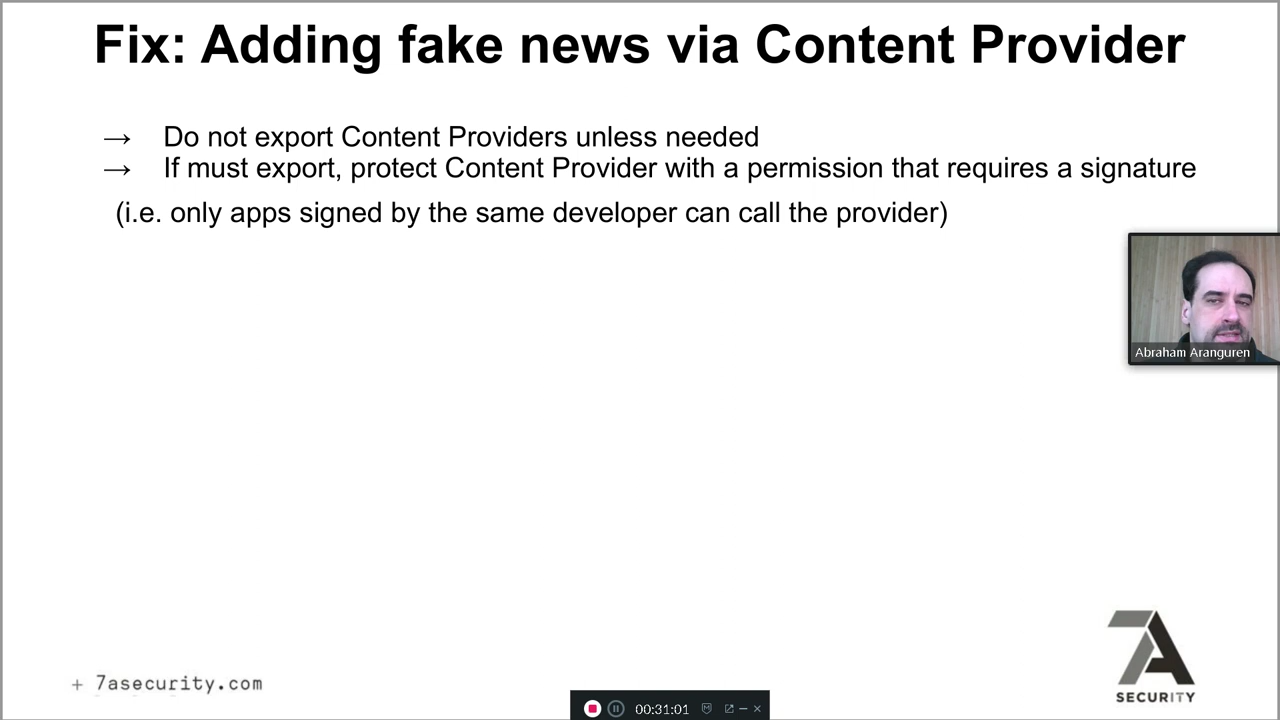 Fix: Adding fake news via Content Provider
→ Do not export Content Providers unless needed
→ If must export, protect Content Provider with a permission that requires a signature
(i.e. only apps signed by the same developer can call the provider)
Abraham Aranguren
7A
SECURITY
+ 7asecurity.com
00:31:01